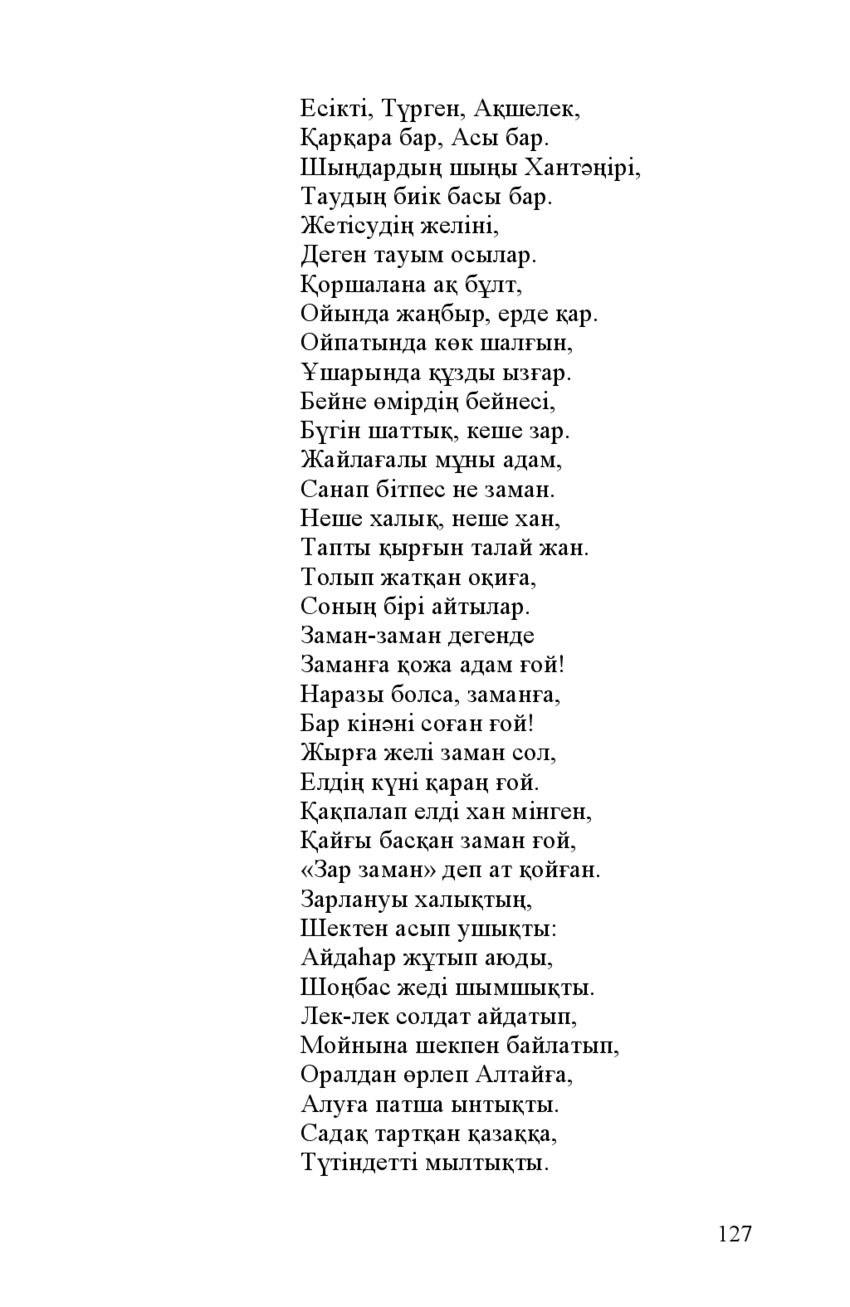 Есікті, Түрген, Ақшелек,
Қарқара бар, Асы бар.
Шыңдардың шыңы Хантәңірі,
Таудың биік басы бар.
Жетісудің желіні,
Деген тауым осылар.
Қоршалана ақ бұлт,
Ойында жаңбыр, ерде қар.
Ойпатында көк шалғын,
Ұшарында құзды ызғар.
Бейне өмірдің бейнесі,
Бүгін шаттық, кеше зар.
Жайлағалы мұны адам,
Санап бітпес не заман.
Неше халық, неше хан,
Тапты қырғын талай жан.
Толып жатқан оқиға,
Соның бірі айтылар.
Заман-заман дегенде
Заманға қожа адам ғой!
Наразы болса, заманға,
Бар кінәні соған ғой!
Жырға желі заман сол,
Елдің күні қараң ғой.
Қақпалап елді хан мінген,
Қайғы басқан заман ғой,
«Зар заман» деп ат қойған.
Зарлануы халықтың,
Шектен асып ушықты:
Айдаһар жұтып аюды,
Шоңбас жеді шымшықты.
Лек-лек солдат айдатып,
Мойнына шекпен байлатып,
Оралдан өрлеп Алтайға,
Алуға патша ынтықты.
Садақ тартқан қазаққа,
Түтіндетті мылтықты.
127